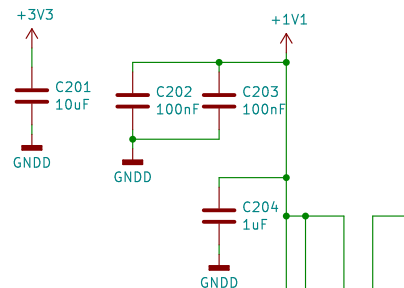 +3V3
+1V1
C201
10uF
C202
100nF
C203
100nF
GNDD
GNDD
C204
1uF
GNDD